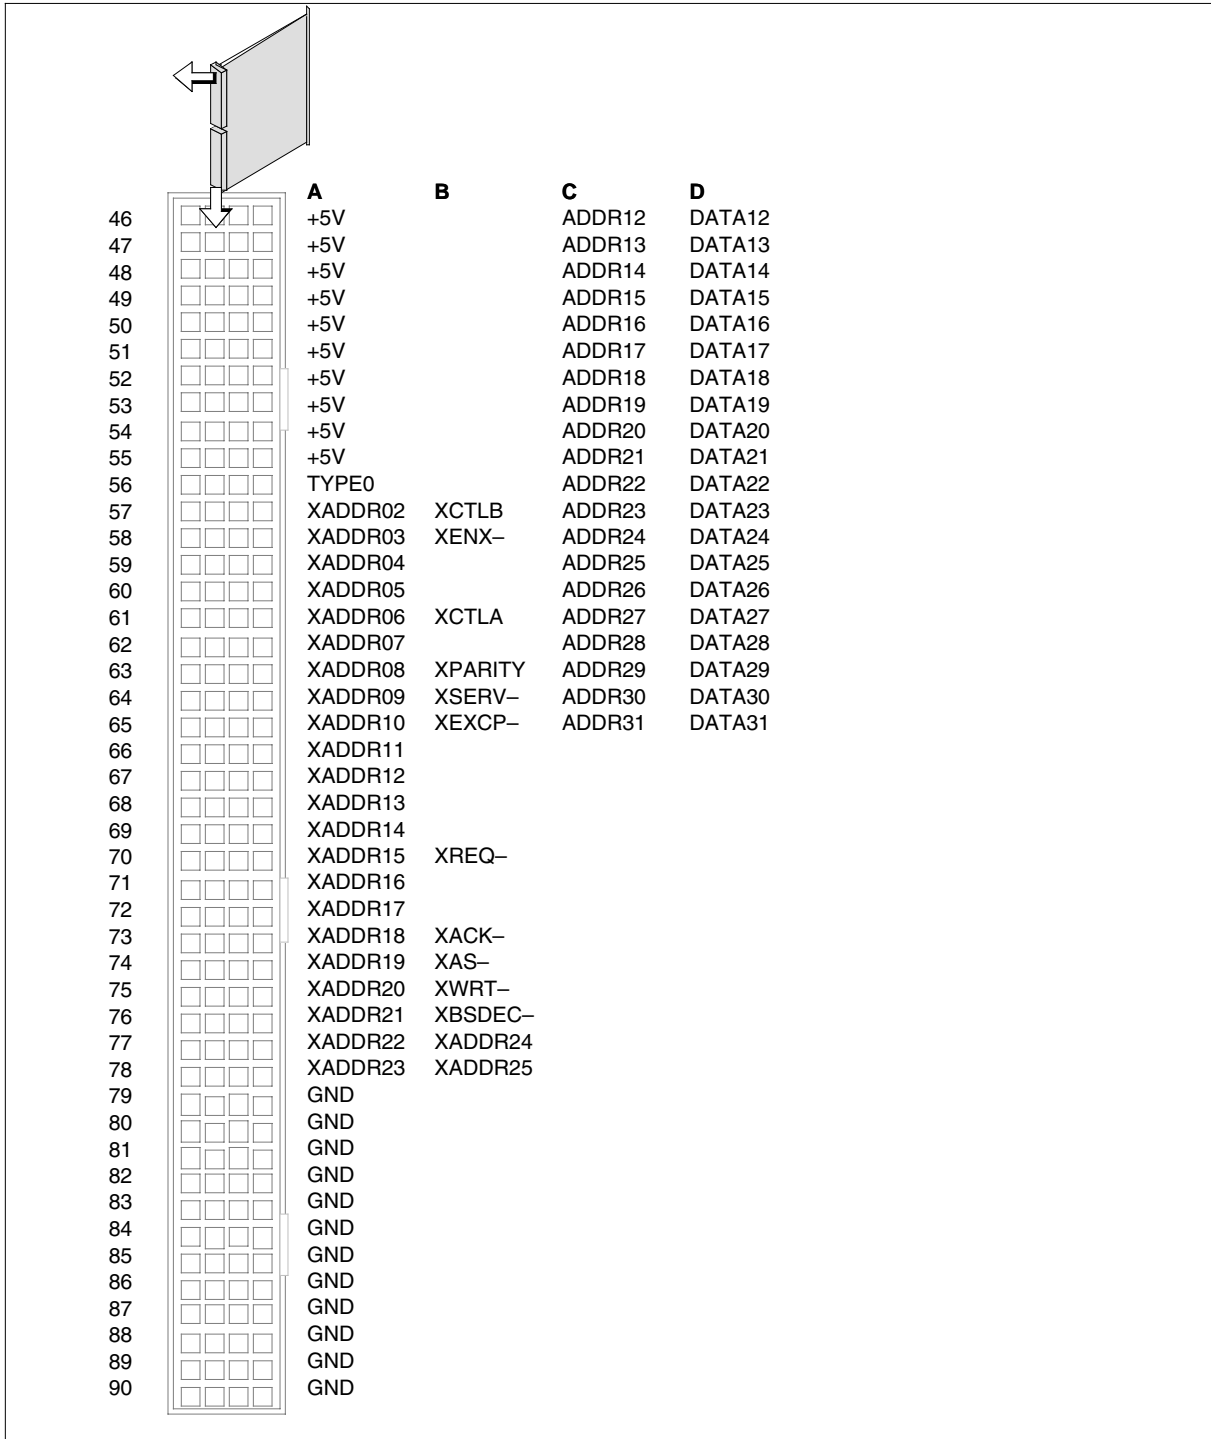 A B C D
46 +5V ADDR12 DATA12
47 +5V ADDR13 DATA13
48 +5V ADDR14 DATA14
49 +5V ADDR15 DATA15
50 +5V ADDR16 DATA16
51 +5V ADDR17 DATA17
52 +5V ADDR18 DATA18
53 +5V ADDR19 DATA19
54 +5V ADDR20 DATA20
55 +5V ADDR21 DATA21
56 TYPE0 ADDR22 DATA22
57 XADDR02 XCTLB ADDR23 DATA23
58 XADDR03 XENX– ADDR24 DATA24
59 XADDR04 ADDR25 DATA25
60 XADDR05 ADDR26 DATA26
61 XADDR06 XCTLA ADDR27 DATA27
62 XADDR07 ADDR28 DATA28
63 XADDR08 XPARITY ADDR29 DATA29
64 XADDR09 XSERV– ADDR30 DATA30
65 XADDR10 XEXCP– ADDR31 DATA31
66 XADDR11
67 XADDR12
68 XADDR13
69 XADDR14
70 XADDR15 XREQ–
71 XADDR16
72 XADDR17
73 XADDR18 XACK–
74 XADDR19 XAS–
75 XADDR20 XWRT–
76 XADDR21 XBSDEC–
77 XADDR22 XADDR24
78 XADDR23 XADDR25
79 GND
80 GND
81 GND
82 GND
83 GND
84 GND
85 GND
86 GND
87 GND
88 GND
89 GND
90 GND